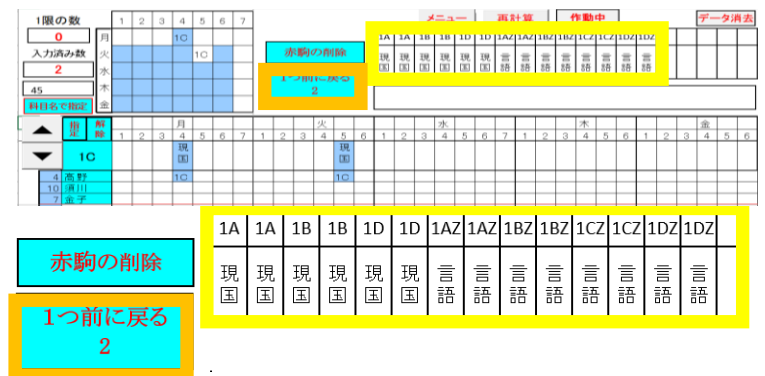 1限の数 1 2 3 4 5 6 7 メニュー 再計算 作動中 データ消去
0 月 1C
1A 1A 1B 1B 1D 1D 1AZ 1AZ 1BZ 1BZ 1CZ 1CZ 1DZ 1DZ
入力済み数 火 1C 赤駒の削除
現国 現国 現国 現国 現国 現国 言語 言語 言語 言語 言語 言語 言語 言語
2 水
1つ前に戻る
45 木 2
科目名で指定 金
▲ 指定 解除 月 火 水 木 金
1 2 3 4 5 6 7 1 2 3 4 5 6 1 2 3 4 5 6 7 1 2 3 4 5 6 1 2 3 4 5 6
▼ 1C 現国 現国
4 高野 1C 1C
10 須川
7 金子
1A 1A 1B 1B 1D 1D 1AZ 1AZ 1BZ 1BZ 1CZ 1CZ 1DZ 1DZ
赤駒の削除
現国 現国 現国 現国 現国 現国 言語 言語 言語 言語 言語 言語 言語 言語
1つ前に戻る
2